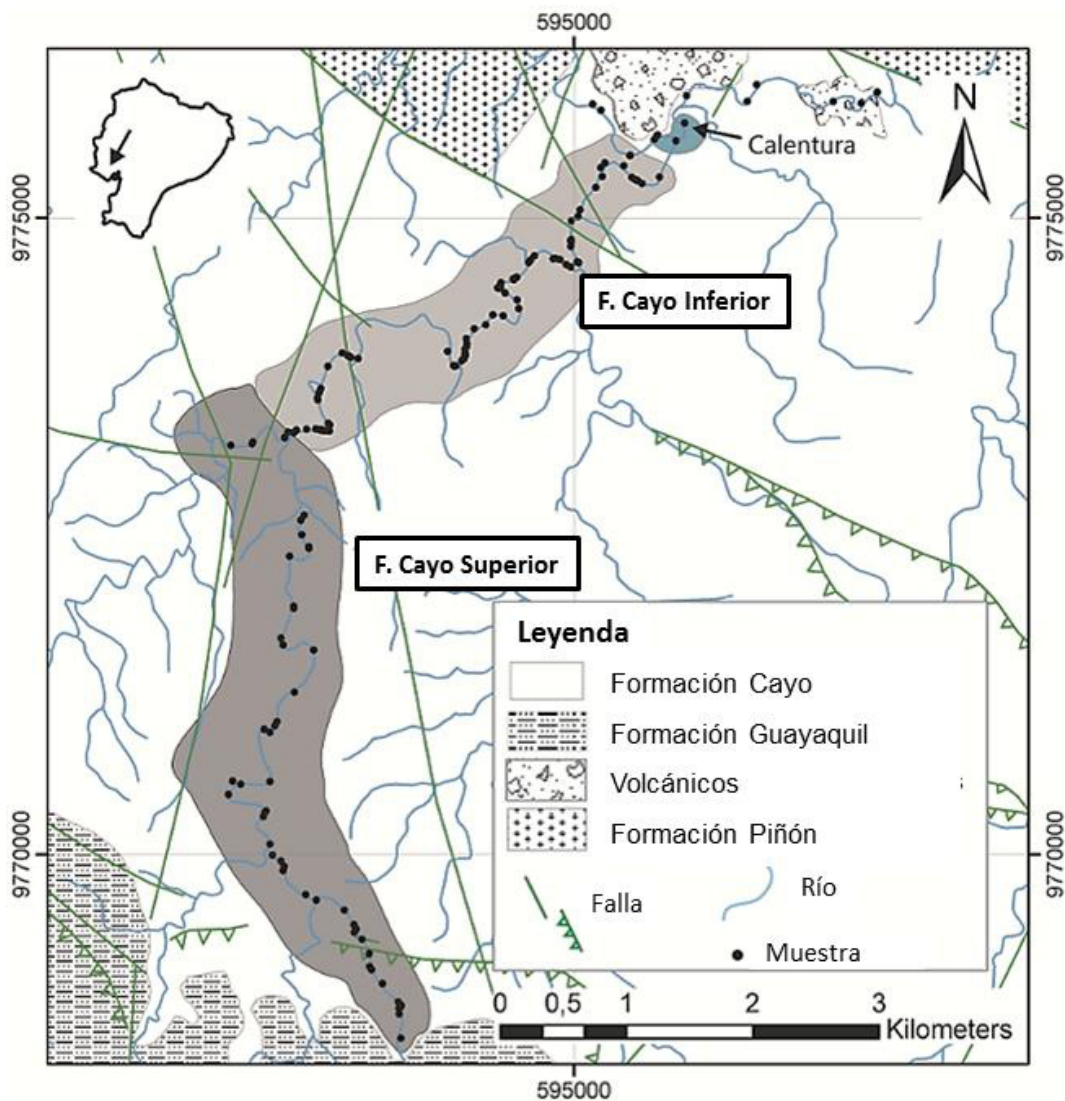 595000
N
Calentura
9775000
9775000
F. Cayo Inferior
F. Cayo Superior
Leyenda
Formación Cayo
Formación Guayaquil
Volcánicos
Formación Piñón
Falla
Río
Muestra
9770000
9770000
0 0,5 1 2 3
Kilometers
595000